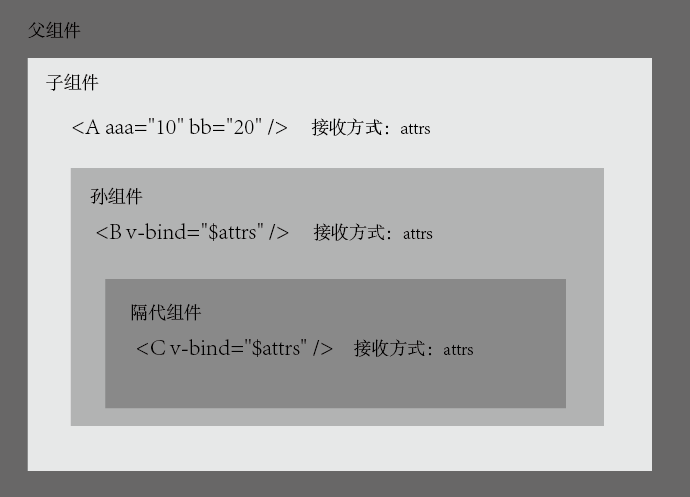 父组件
子组件
<A aaa="10" bb="20" /> 接收方式：attrs
孙组件
<B v-bind="$attrs" /> 接收方式：attrs
隔代组件
<C v-bind="$attrs" /> 接收方式：attrs